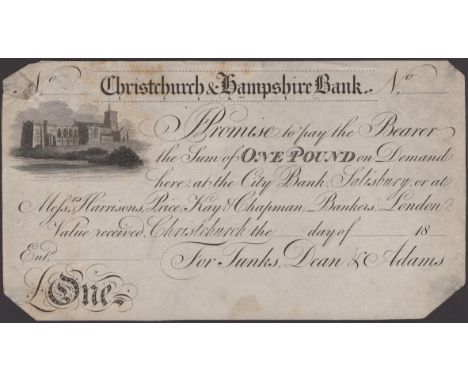 No. Christchurch & Hampshire Bank. No.
I Promise to pay the Bearer
the Sum of ONE POUND on Demand
here, at the City Bank, Salisbury, or at
Messrs. Harrisons, Price, Kay & Chapman, Bankers, London.
Value received, Christchurch the day of 18
Entd. For Tunks, Dean & Adams
£ One